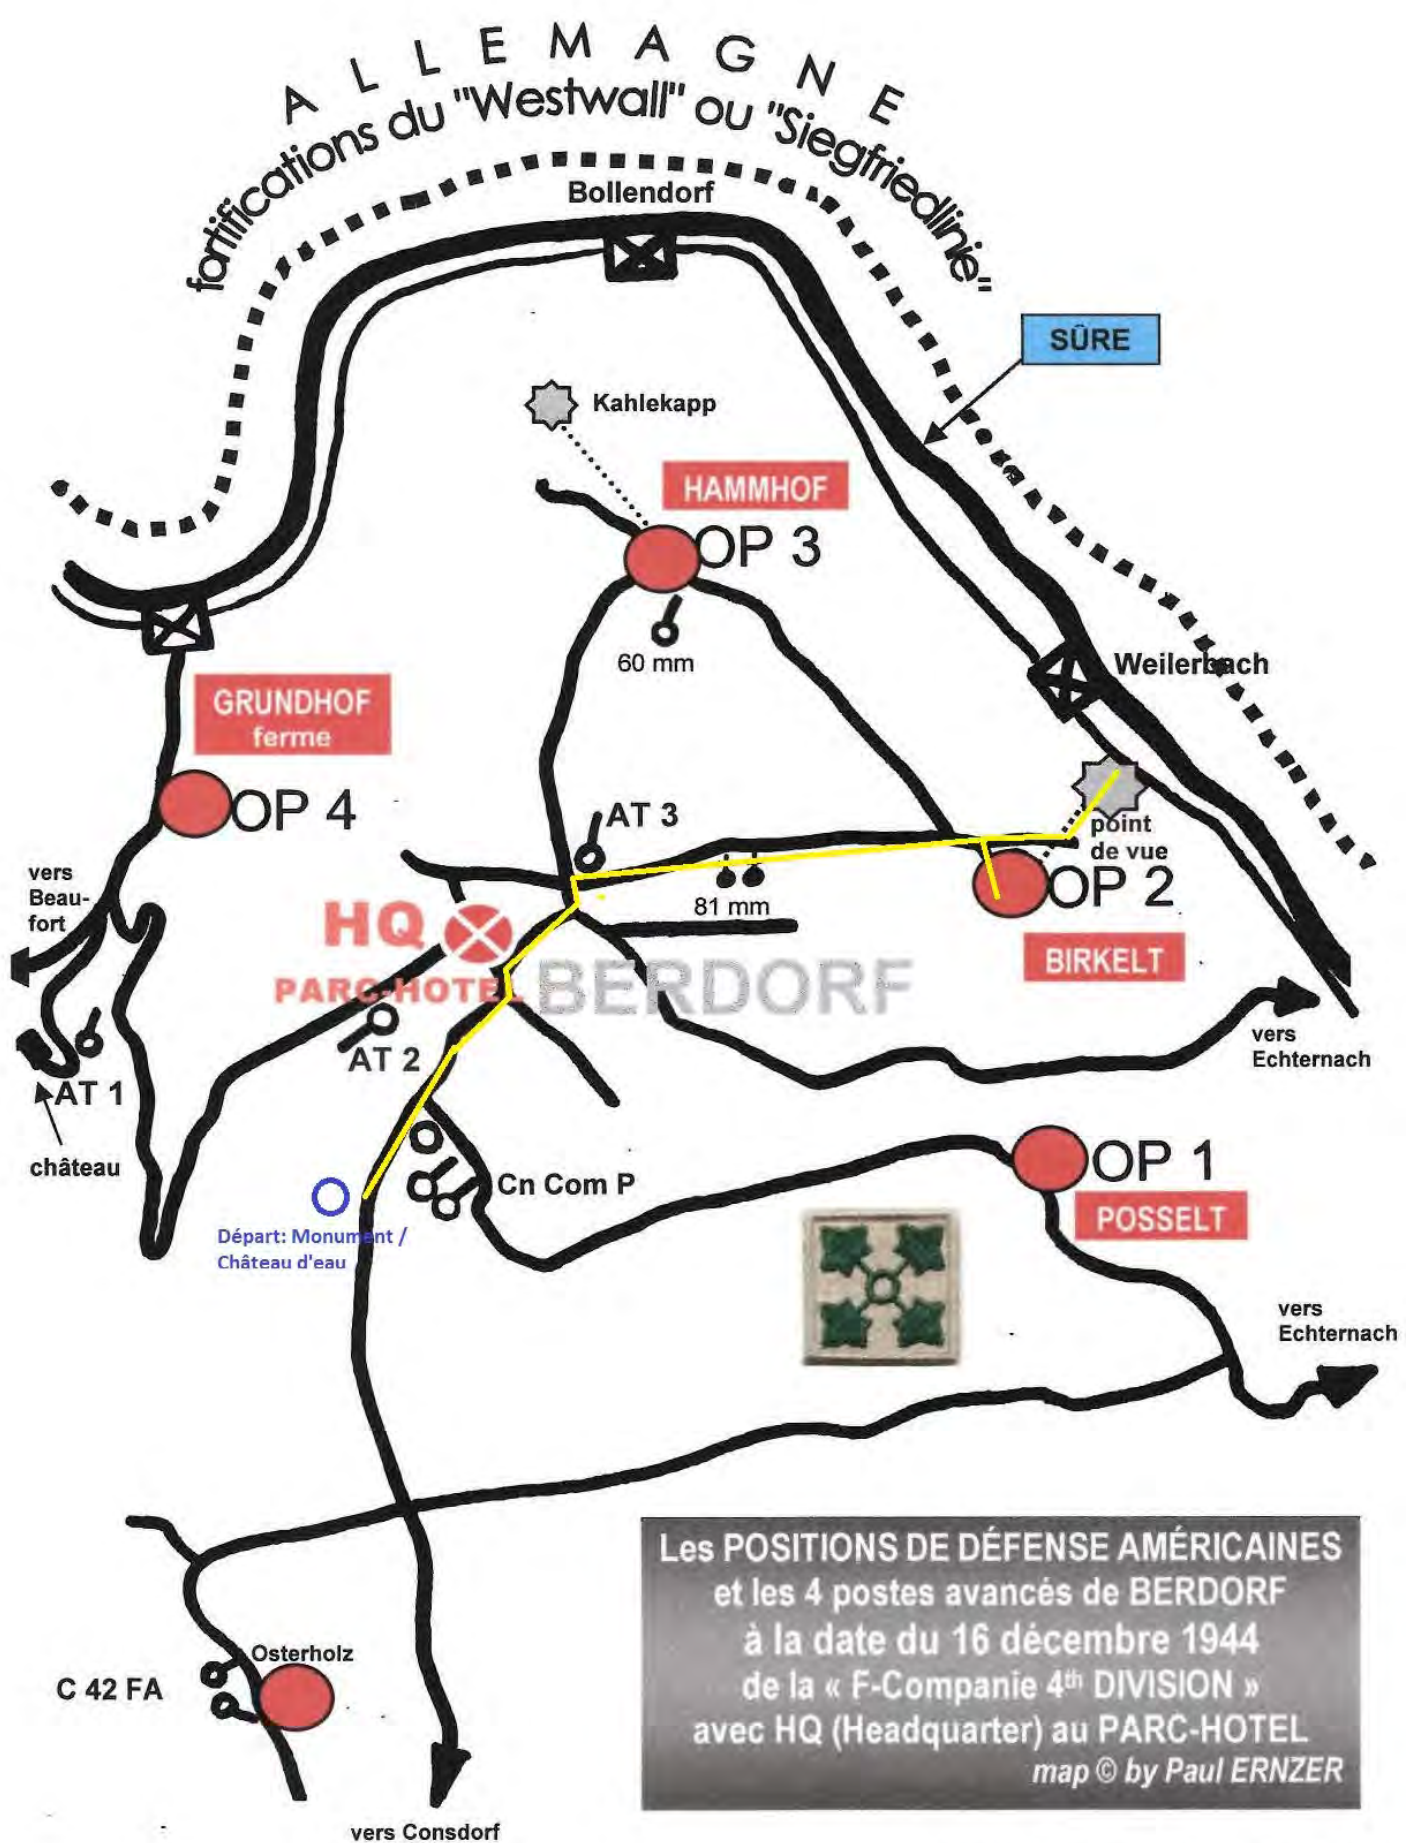 ALLEMAGNE
fortifications du "Westwall" ou "Siegfriedlinie"
Bollendorf
SÛRE
Kahlekapp
HAMMHOF
OP 3
60 mm
Weilerbach
GRUNDHOF
ferme
OP 4
AT 3
point
de vue
OP 2
81 mm
vers
Beau-
fort
HQ
PARC-HOTEL
BERDORF
BIRKELT
vers
Echternach
AT 2
AT 1
château
OP 1
POSSELT
Cn Com P
Départ: Monument /
Château d'eau
vers
Echternach
Osterholz
C 42 FA
vers Consdorf
Les POSITIONS DE DÉFENSE AMÉRICAINES
et les 4 postes avancés de BERDORF
à la date du 16 décembre 1944
de la « F-Companie 4th DIVISION »
avec HQ (Headquarter) au PARC-HOTEL
map © by Paul ERNZER